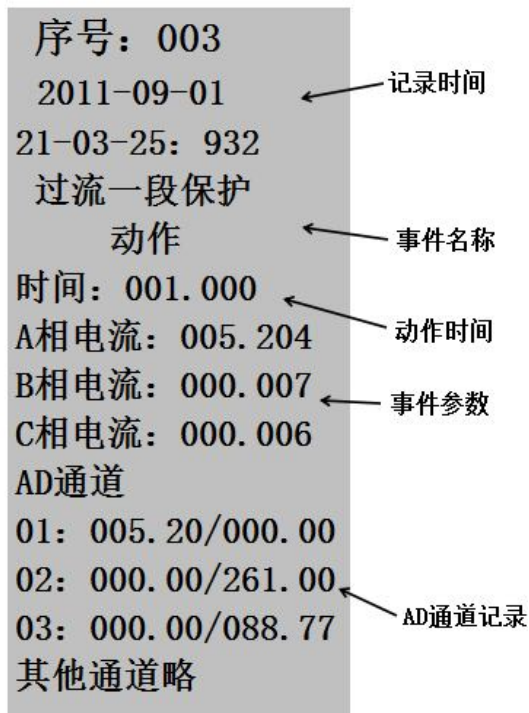 序号：003
2011-09-01
21-03-25：932
过流一段保护
动作
时间：001.000
A相电流：005.204
B相电流：000.007
C相电流：000.006
AD通道
01：005.20/000.00
02：000.00/261.00
03：000.00/088.77
其他通道略
记录时间
事件名称
动作时间
事件参数
AD通道记录